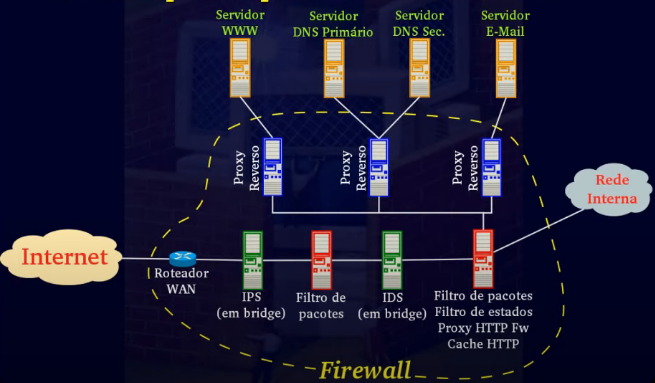 Servidor
WWW
Servidor
DNS Primário
Servidor
DNS Sec.
Servidor
E-Mail
Proxy
Reverso
Proxy
Reverso
Proxy
Reverso
Rede
Interna
Internet
Roteador
WAN
IPS
(em bridge)
Filtro de
pacotes
IDS
(em bridge)
Filtro de pacotes
Filtro de estados
Proxy HTTP Fw
Cache HTTP
Firewall